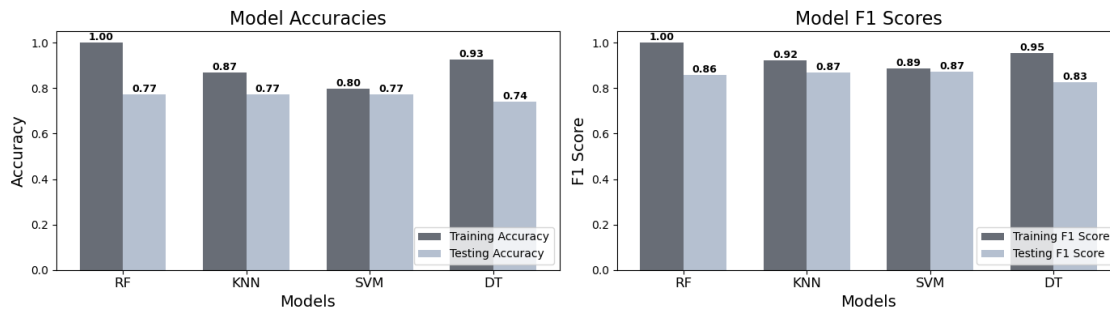 Model Accuracies
1.00
0.87
0.80
0.93
0.77
0.77
0.77
0.74
1.0
0.8
0.6
0.4
0.2
0.0
Accuracy
Training Accuracy
Testing Accuracy
RF
KNN
SVM
DT
Models
Model F1 Scores
1.00
0.92
0.89
0.95
0.86
0.87
0.87
0.83
1.0
0.8
0.6
0.4
0.2
0.0
F1 Score
Training F1 Score
Testing F1 Score
RF
KNN
SVM
DT
Models